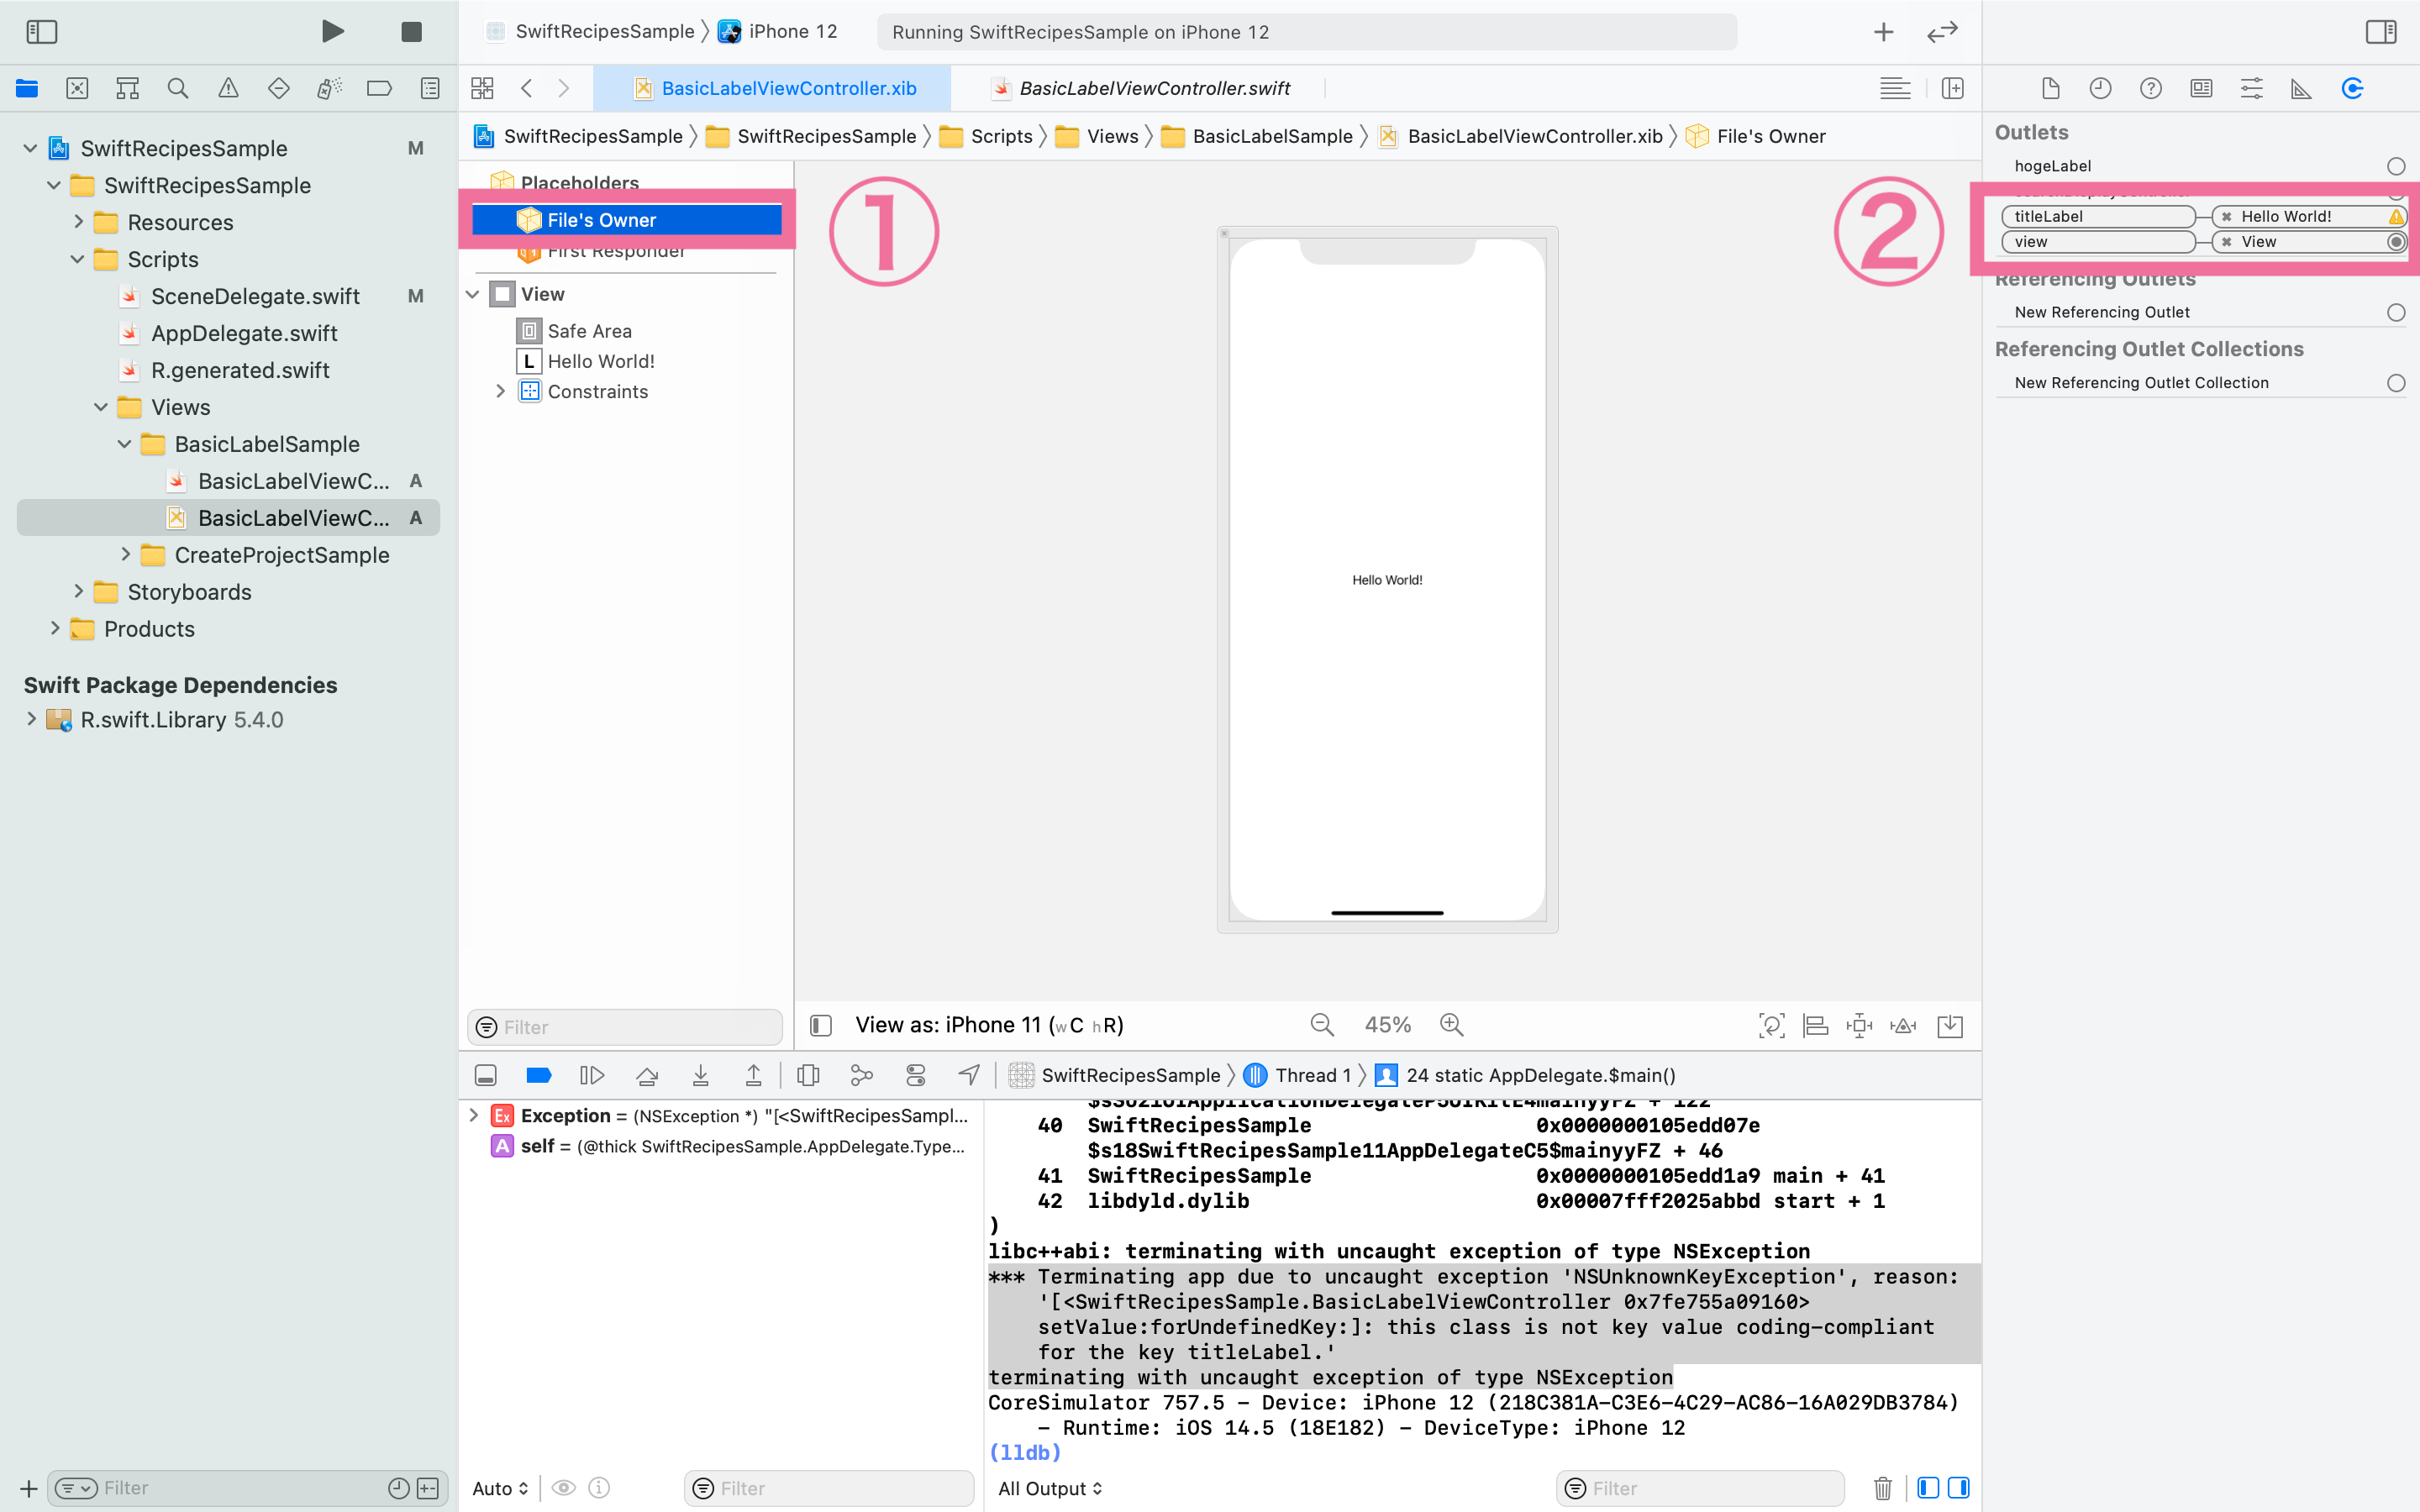 SwiftRecipesSample 〉 iPhone 12
Running SwiftRecipesSample on iPhone 12
BasicLabelViewController.xib
BasicLabelViewController.swift
SwiftRecipesSample 〉 SwiftRecipesSample 〉 Scripts 〉 Views 〉 BasicLabelSample 〉 BasicLabelViewController.xib 〉 File's Owner
SwiftRecipesSample M
SwiftRecipesSample
Resources
Scripts
SceneDelegate.swift M
AppDelegate.swift
R.generated.swift
Views
BasicLabelSample
BasicLabelViewC... A
BasicLabelViewC... A
CreateProjectSample
Storyboards
Products
Swift Package Dependencies
R.swift.Library 5.4.0
Filter
Placeholders
File's Owner
First Responder
View
Safe Area
L Hello World!
Constraints
Filter
①
②
Hello World!
View as: iPhone 11 (wC hR)
45%
Outlets
hogeLabel
titleLabel Hello World!
view View
Referencing Outlets
New Referencing Outlet
Referencing Outlet Collections
New Referencing Outlet Collection
SwiftRecipesSample 〉 Thread 1 〉 24 static AppDelegate.$main()
Ex Exception = (NSException *) "[<SwiftRecipesSampl...
A self = (@thick SwiftRecipesSample.AppDelegate.Type...
Auto
Filter
40 SwiftRecipesSample 0x0000000105edd07e
$s18SwiftRecipesSample11AppDelegateC5$mainyyFZ + 46
41 SwiftRecipesSample 0x0000000105edd1a9 main + 41
42 libdyld.dylib 0x00007fff2025abbd start + 1
)
libc++abi: terminating with uncaught exception of type NSException
*** Terminating app due to uncaught exception 'NSUnknownKeyException', reason:
'[<SwiftRecipesSample.BasicLabelViewController 0x7fe755a09160>
setValue:forUndefinedKey:]: this class is not key value coding-compliant
for the key titleLabel.'
terminating with uncaught exception of type NSException
CoreSimulator 757.5 - Device: iPhone 12 (218C381A-C3E6-4C29-AC86-16A029DB3784)
- Runtime: iOS 14.5 (18E182) - DeviceType: iPhone 12
(lldb)
All Output
Filter